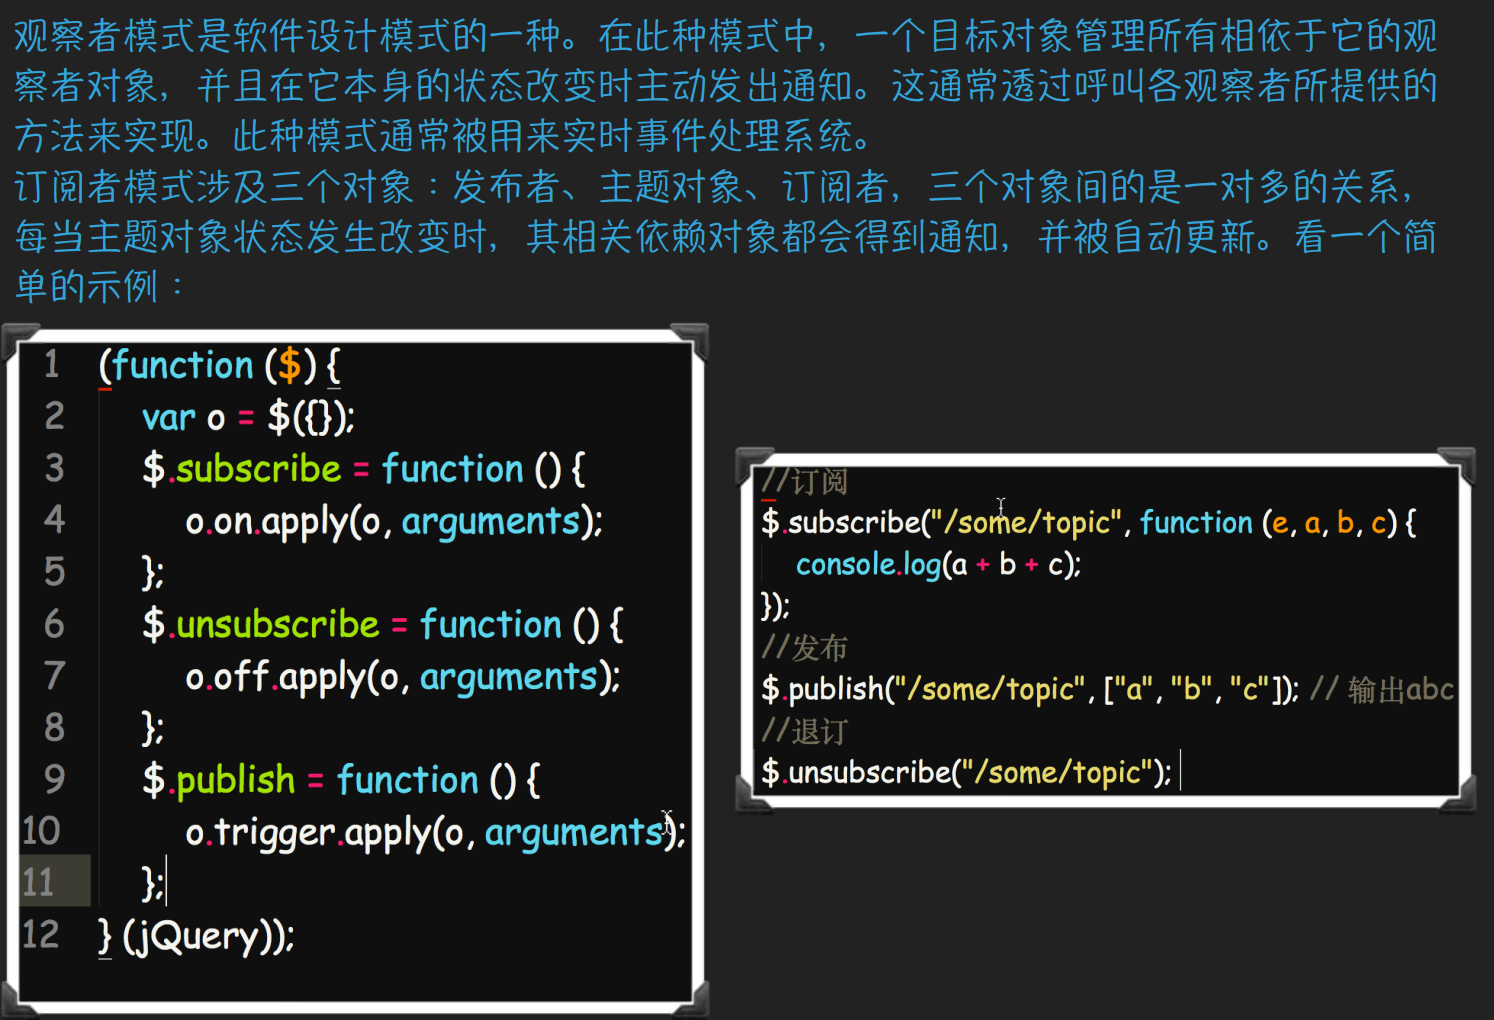 观察者模式是软件设计模式的一种。在此种模式中，一个目标对象管理所有相依于它的观
察者对象，并且在它本身的状态改变时主动发出通知。这通常透过呼叫各观察者所提供的
方法来实现。此种模式通常被用来实时事件处理系统。
订阅者模式涉及三个对象：发布者、主题对象、订阅者，三个对象间的是一对多的关系，
每当主题对象状态发生改变时，其相关依赖对象都会得到通知，并被自动更新。看一个简
单的示例：
1 (function ($) {
2 var o = $({});
3 $.subscribe = function () {
4 o.on.apply(o, arguments);
5 };
6 $.unsubscribe = function () {
7 o.off.apply(o, arguments);
8 };
9 $.publish = function () {
10 o.trigger.apply(o, arguments);
11 };
12 } (jQuery));
//订阅
$.subscribe("/some/topic", function (e, a, b, c) {
console.log(a + b + c);
});
//发布
$.publish("/some/topic", ["a", "b", "c"]); // 输出abc
//退订
$.unsubscribe("/some/topic");